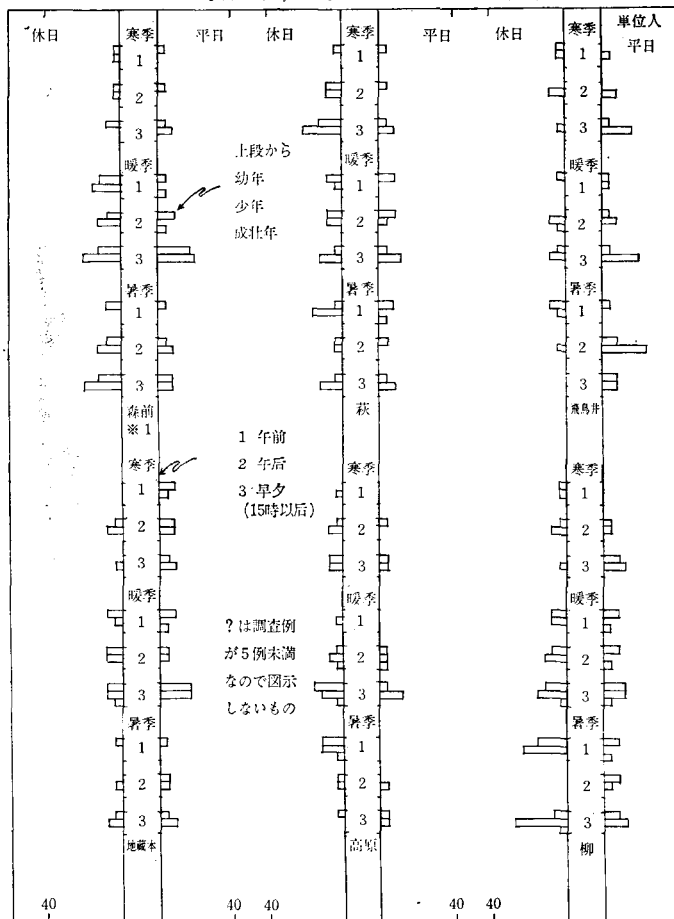 休日 寒季 平日 休日 寒季 平日 休日 寒季 単位人
平日
1 1 1
2 2 2
3 3 3
暖季 上段から 暖季 暖季
1 幼年 1 1
少年
2 成壮年 2 2
3 3 3
暑季 暑季 暑季
1 1 1
2 2 2
3 3 3
森前 萩 飛鳥井
※1
1 午前
寒季 2 午后 寒季 寒季
1 3 早夕 1 1
(15時以后)
2 2 2
3 3 3
暖季 暖季 暖季
1 ?は調査例 1 1
2 が5例未満 2 2
なので図示
3 しないもの 3 3
暑季 暑季 暑季
1 1 1
2 2 2
3 3 3
地蔵本 高原 柳
40 40 40 40 40